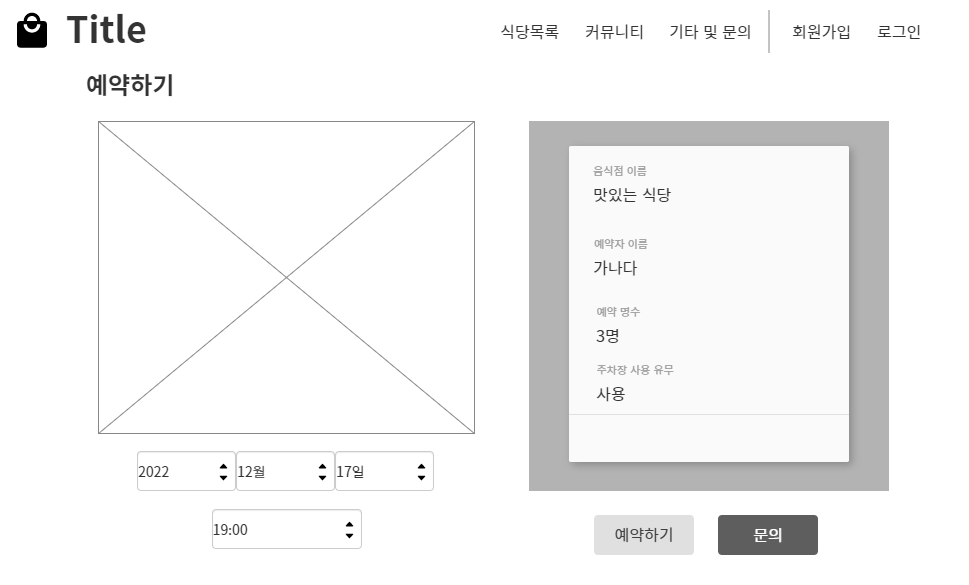 Title
식당목록 커뮤니티 기타 및 문의 회원가입 로그인
예약하기
음식점 이름
맛있는 식당
예약자 이름
가나다
예약 명수
3명
주차장 사용 유무
사용
2022 12월 17일
19:00
예약하기 문의